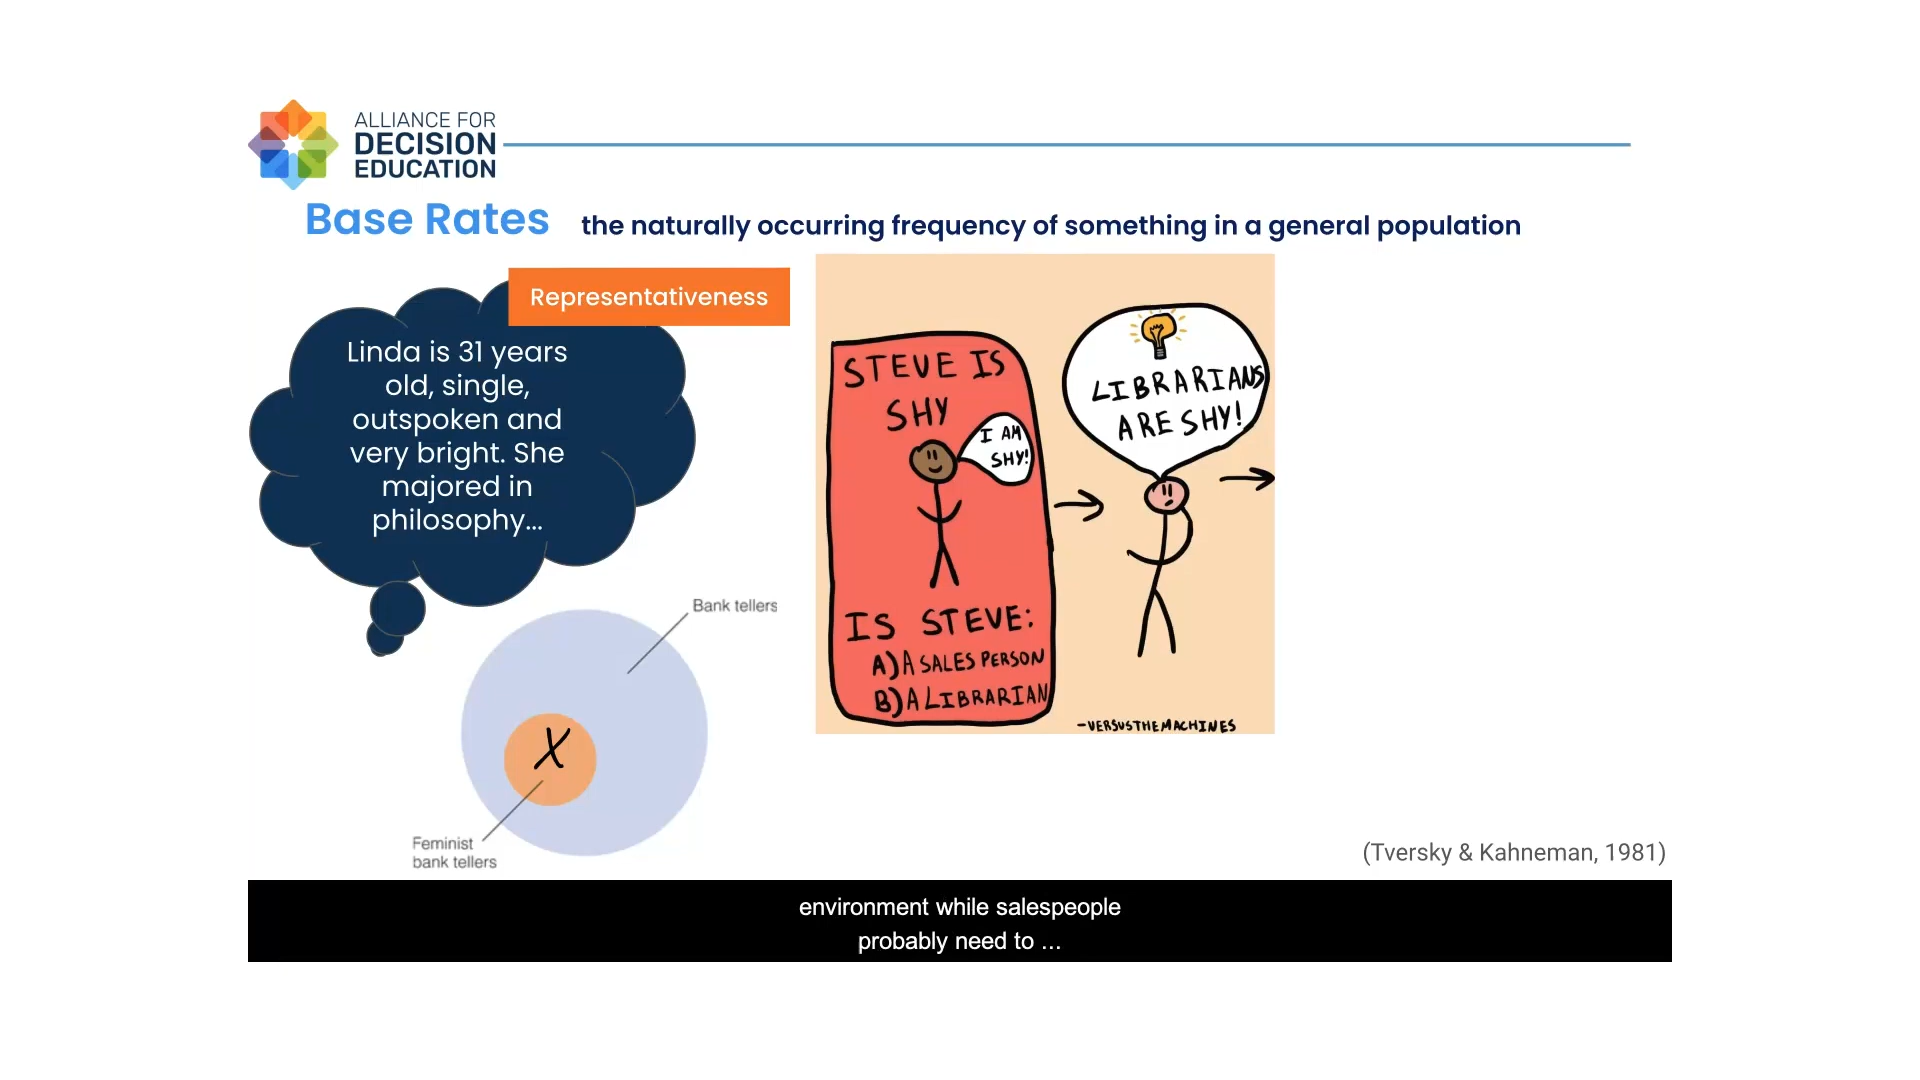 ALLIANCE FOR
DECISION
EDUCATION
Base Rates
the naturally occurring frequency of something in a general population
Representativeness
Linda is 31 years
old, single,
outspoken and
very bright. She
majored in
philosophy...
Bank tellers
X
Feminist
bank tellers
STEVE IS
SHY
I AM
SHY!
IS STEVE:
A) A SALES PERSON
B) A LIBRARIAN
LIBRARIANS
ARE SHY!
-VERSUSTHEMACHINES
(Tversky & Kahneman, 1981)
environment while salespeople
probably need to ...